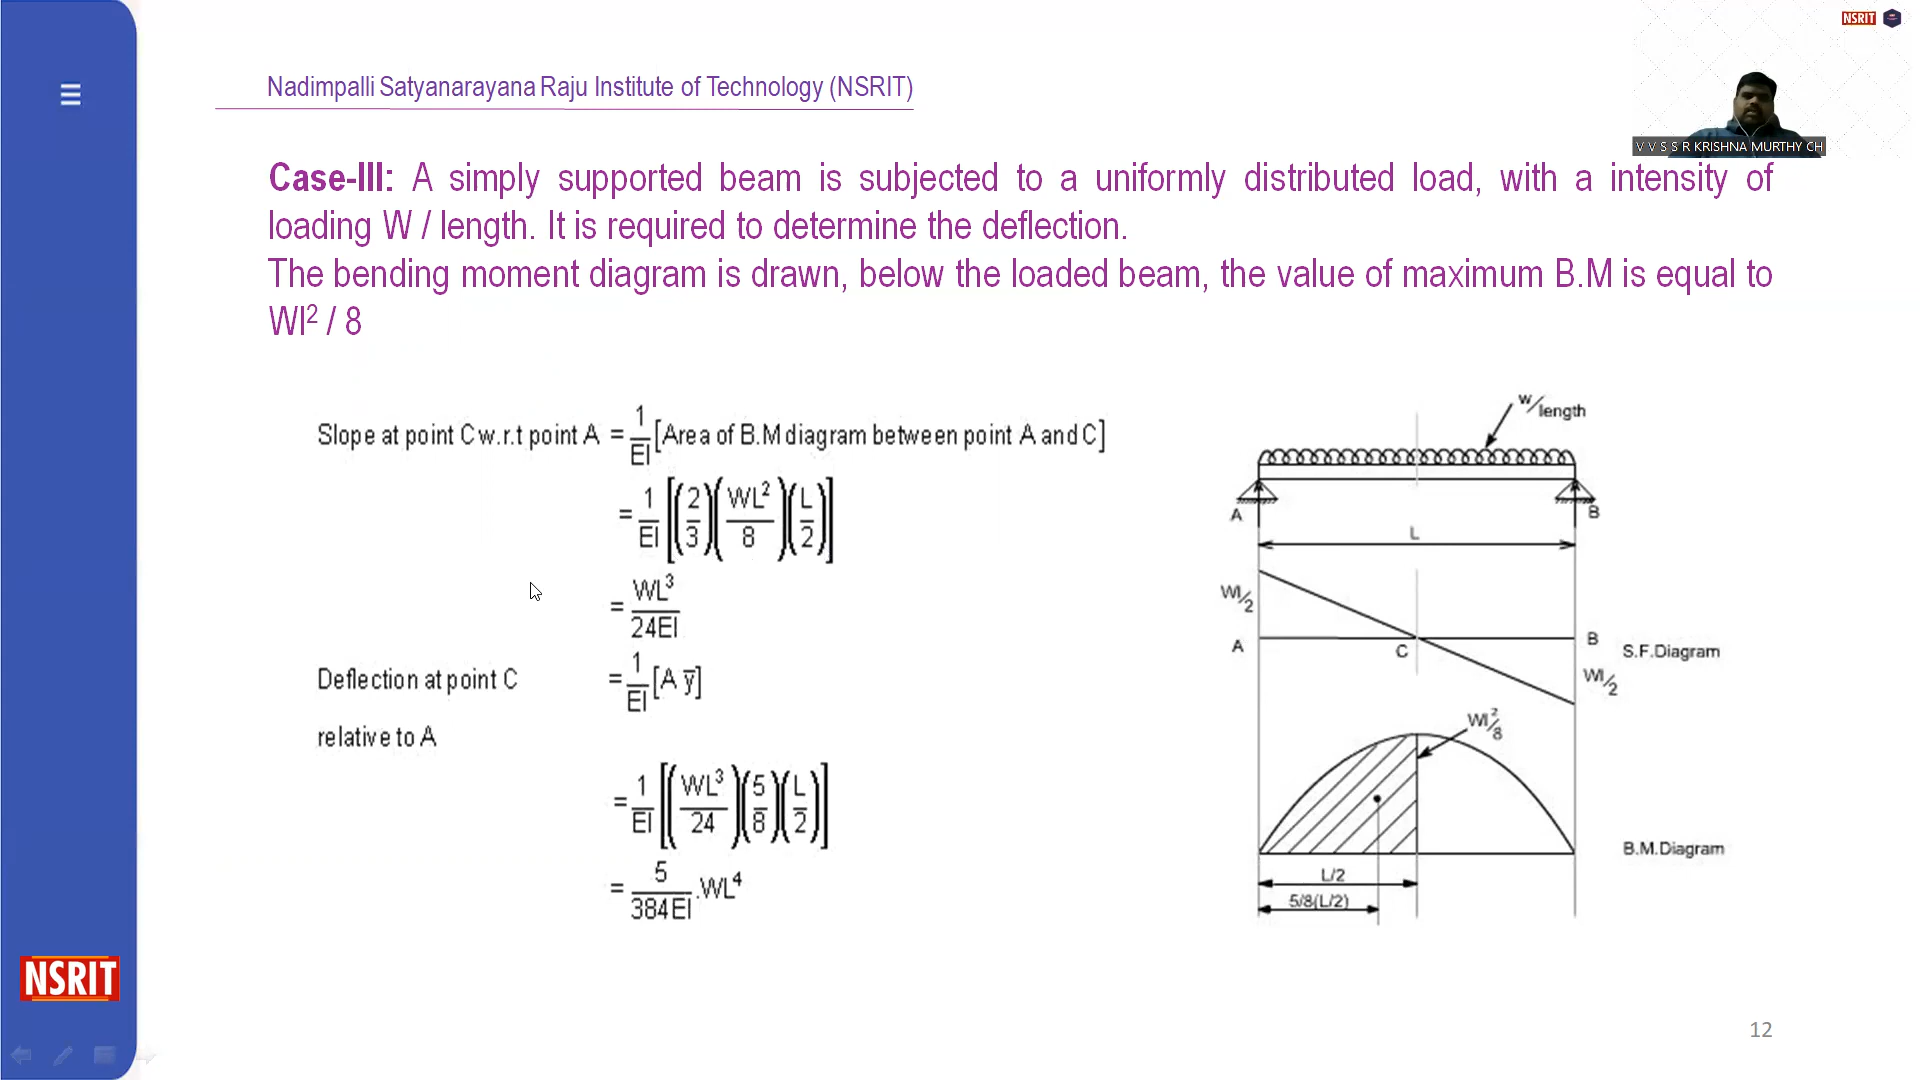 NSRIT
Nadimpalli Satyanarayana Raju Institute of Technology (NSRIT)
V V S S R KRISHNA MURTHY CH
Case-III: A simply supported beam is subjected to a uniformly distributed load, with a intensity of
loading W / length. It is required to determine the deflection.
The bending moment diagram is drawn, below the loaded beam, the value of maximum B.M is equal to
Wl² / 8
Slope at point C w.r.t point A = 1/EI [Area of B.M diagram between point A and C]
= 1/EI [(2/3)(WL²/8)(L/2)]
= WL³/24EI
Deflection at point C = 1/EI [A ȳ]
relative to A
= 1/EI [(WL³/24)(5/8)(L/2)]
= 5/384EI .WL⁴
w/length
A B
L
Wl/2
A C B
S.F.Diagram
Wl/2
Wl²/8
B.M.Diagram
L/2
5/8(L/2)
NSRIT
12